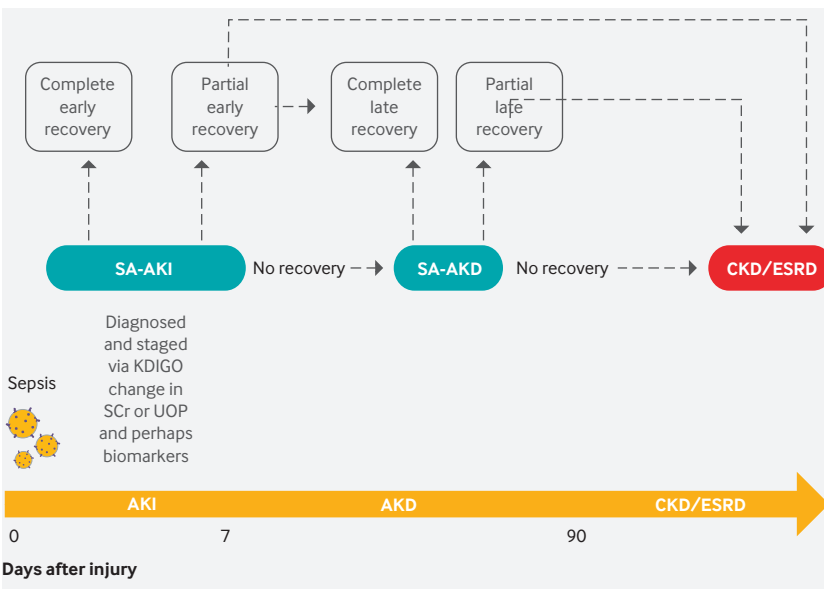 Complete
early
recovery
Partial
early
recovery
Complete
late
recovery
Partial
late
recovery
SA-AKI
No recovery
SA-AKD
No recovery
CKD/ESRD
Diagnosed
and staged
via KDIGO
change in
SCr or UOP
and perhaps
biomarkers
Sepsis
AKI
AKD
CKD/ESRD
0
7
90
Days after injury